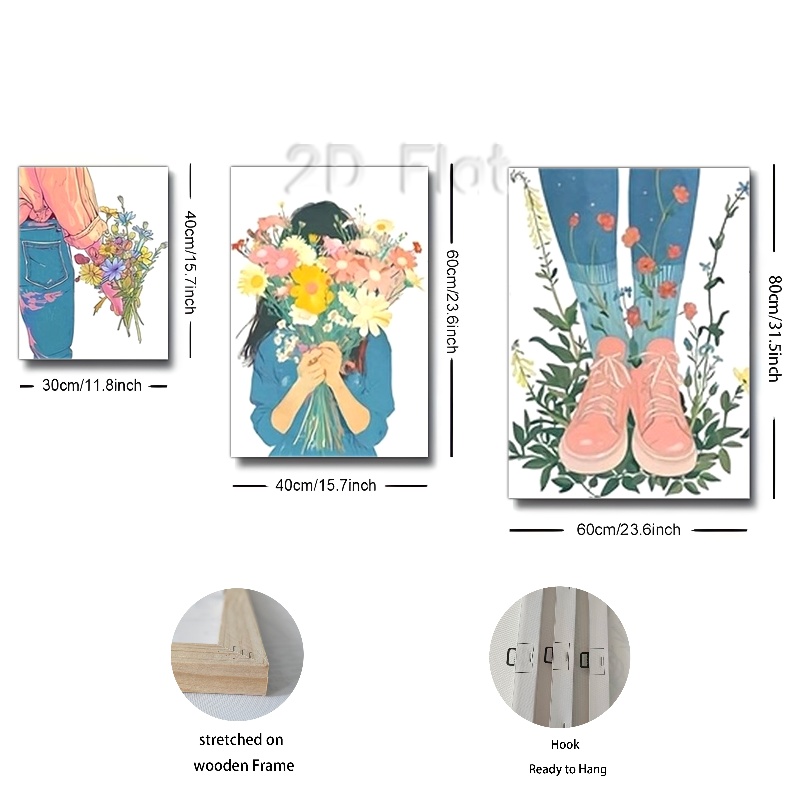 2D Flat
40cm/15.7inch
30cm/11.8inch
60cm/23.6inch
40cm/15.7inch
80cm/31.5inch
60cm/23.6inch
stretched on
wooden Frame
Hook
Ready to Hang